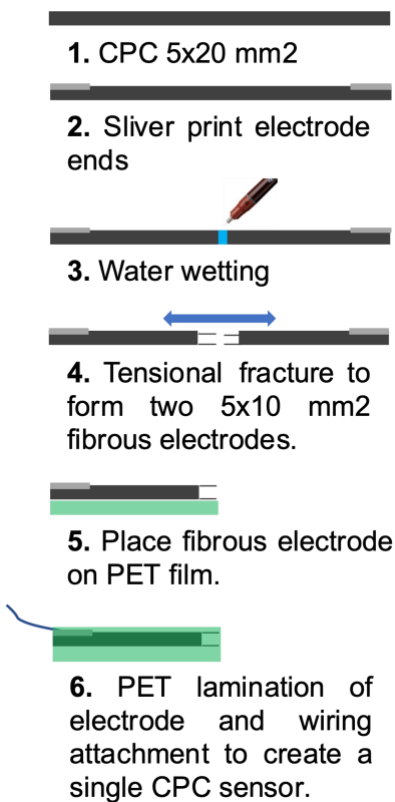 1. CPC 5x20 mm2
2. Sliver print electrode
ends
3. Water wetting
4. Tensional fracture to
form two 5x10 mm2
fibrous electrodes.
5. Place fibrous electrode
on PET film.
6. PET lamination of
electrode and wiring
attachment to create a
single CPC sensor.